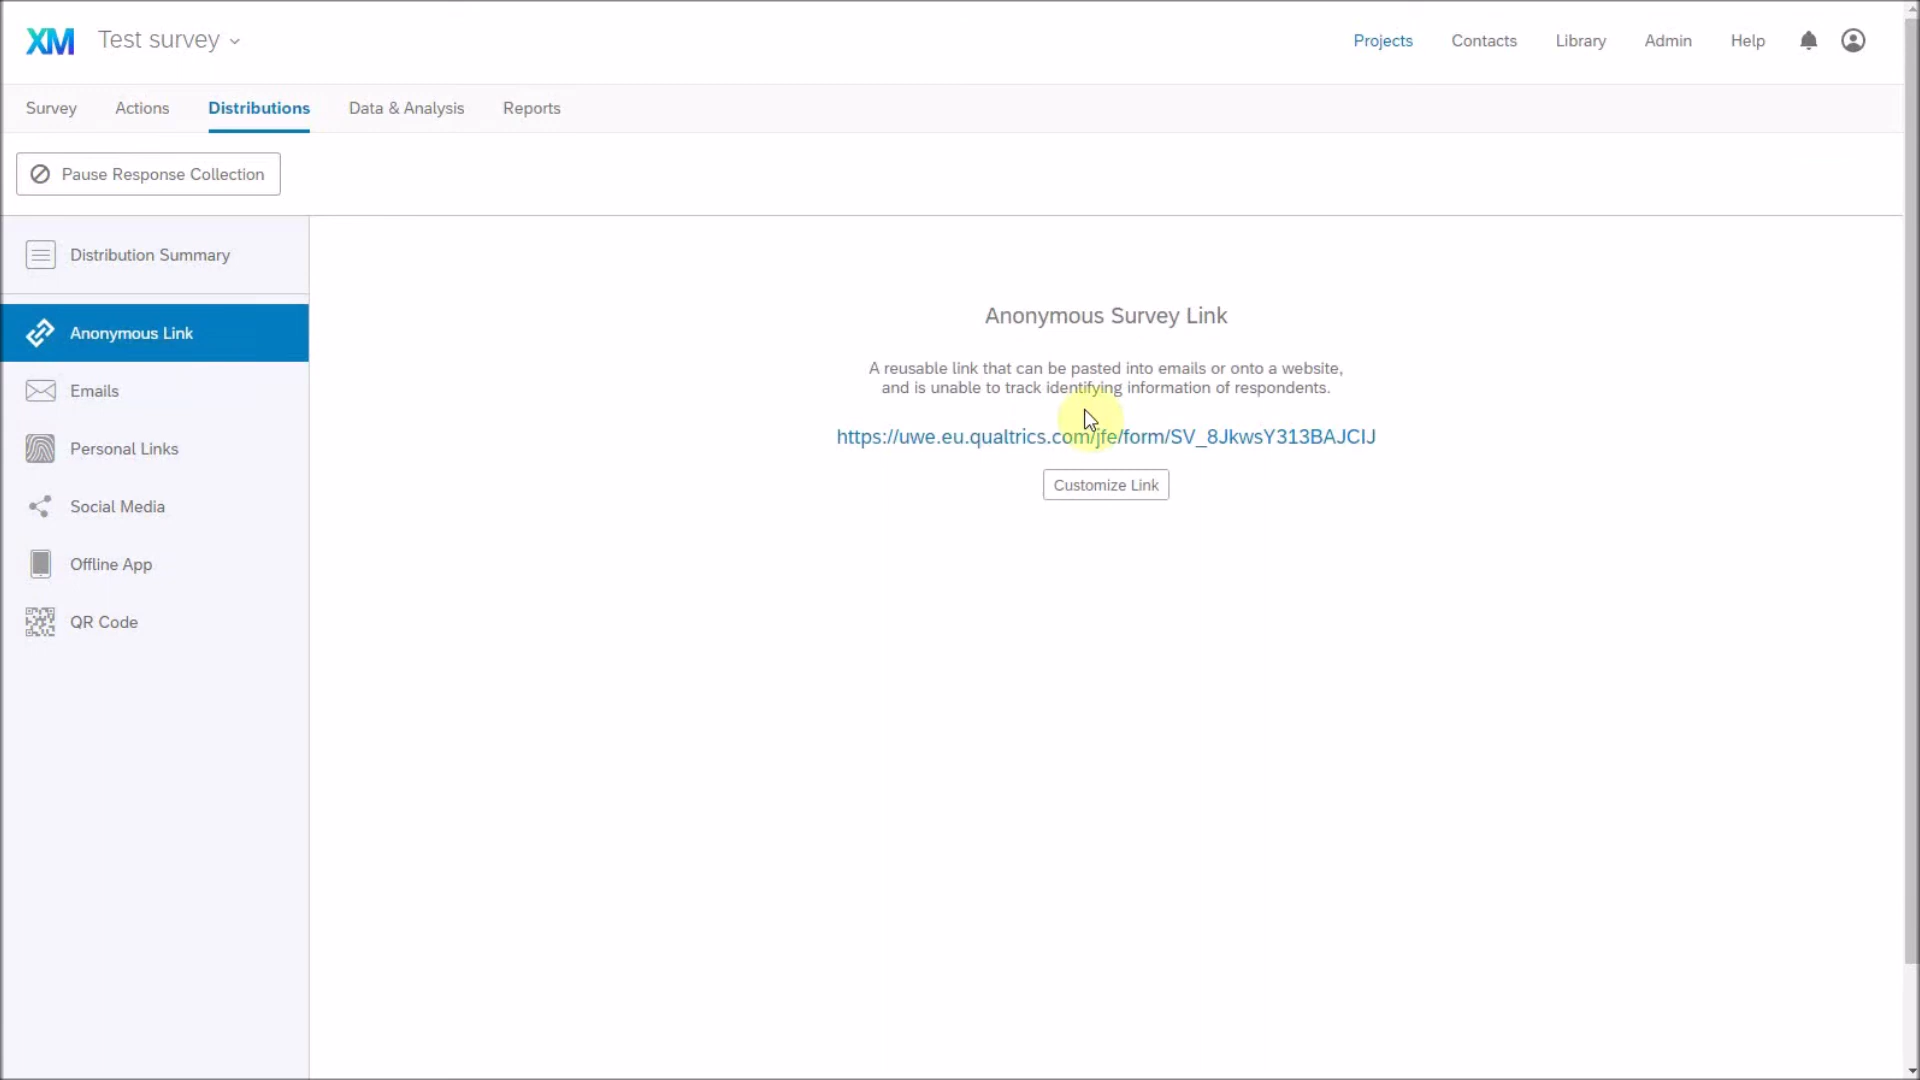 XM Test survey
Projects Contacts Library Admin Help
Survey Actions Distributions Data & Analysis Reports
Pause Response Collection
Distribution Summary
Anonymous Link
Emails
Personal Links
Social Media
Offline App
QR Code
Anonymous Survey Link
A reusable link that can be pasted into emails or onto a website,
and is unable to track identifying information of respondents.
https://uwe.eu.qualtrics.com/jfe/form/SV_8JkwsY313BAJCIJ
Customize Link